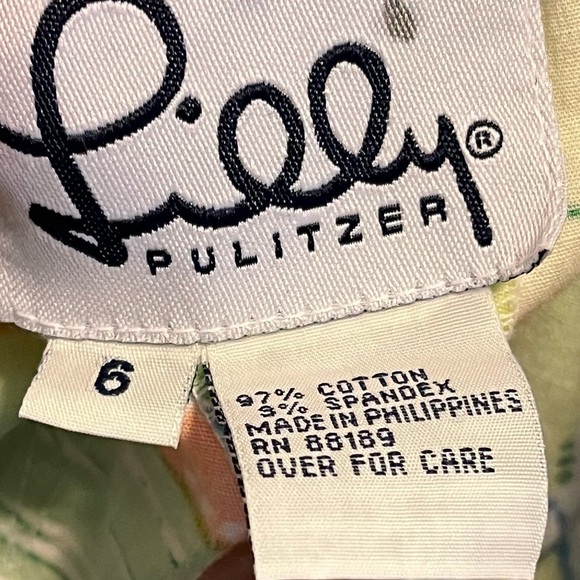 Lilly®
PULITZER
6
97% COTTON
3% SPANDEX
MADE IN PHILIPPINES
RN 88189
OVER FOR CARE